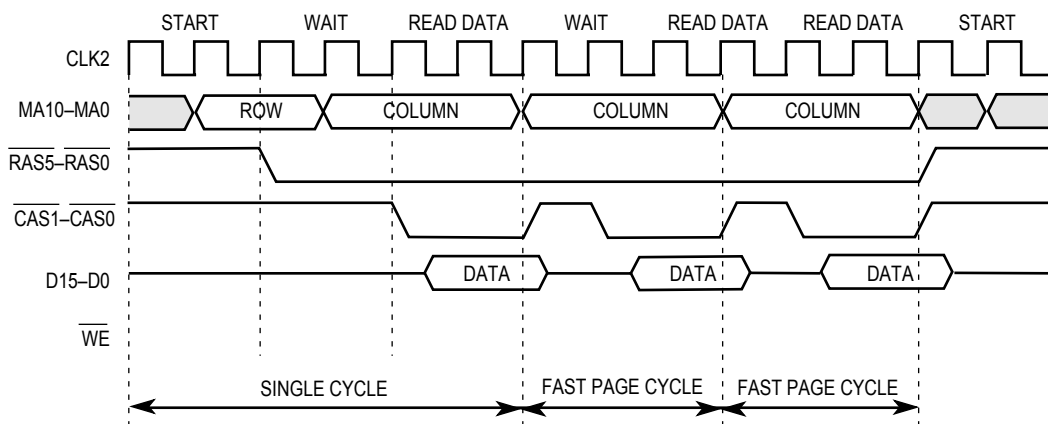 START WAIT READ DATA WAIT READ DATA READ DATA START
CLK2
MA10–MA0 ROW COLUMN COLUMN COLUMN
RAS5–RAS0
CAS1–CAS0
D15–D0 DATA DATA DATA
WE
SINGLE CYCLE FAST PAGE CYCLE FAST PAGE CYCLE